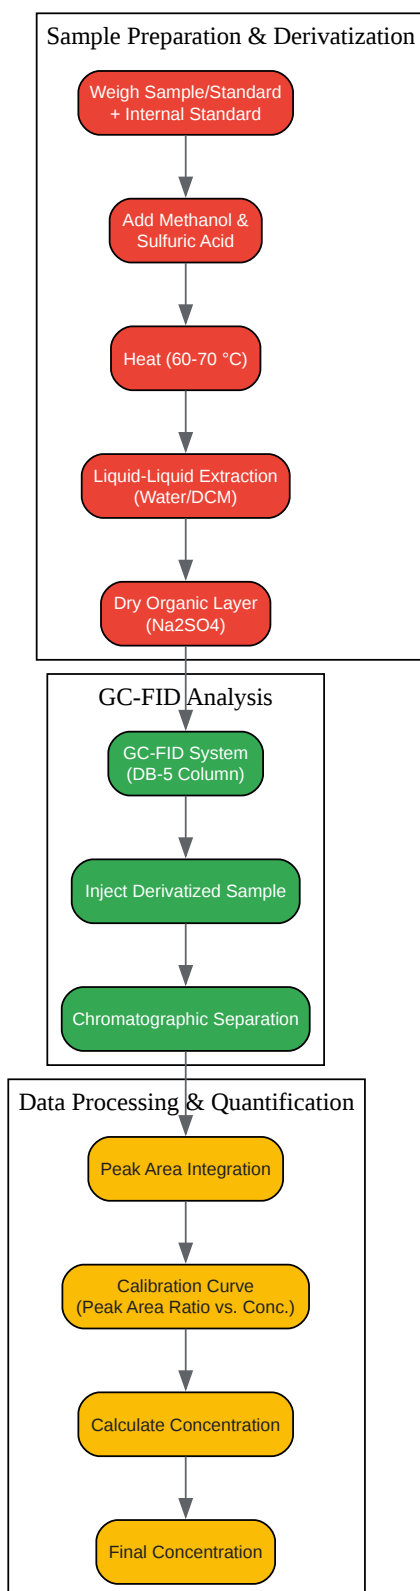 Sample Preparation & Derivatization
Weigh Sample/Standard
+ Internal Standard
Add Methanol &
Sulfuric Acid
Heat (60-70 °C)
Liquid-Liquid Extraction
(Water/DCM)
Dry Organic Layer
(Na2SO4)
GC-FID Analysis
GC-FID System
(DB-5 Column)
Inject Derivatized Sample
Chromatographic Separation
Data Processing & Quantification
Peak Area Integration
Calibration Curve
(Peak Area Ratio vs. Conc.)
Calculate Concentration
Final Concentration